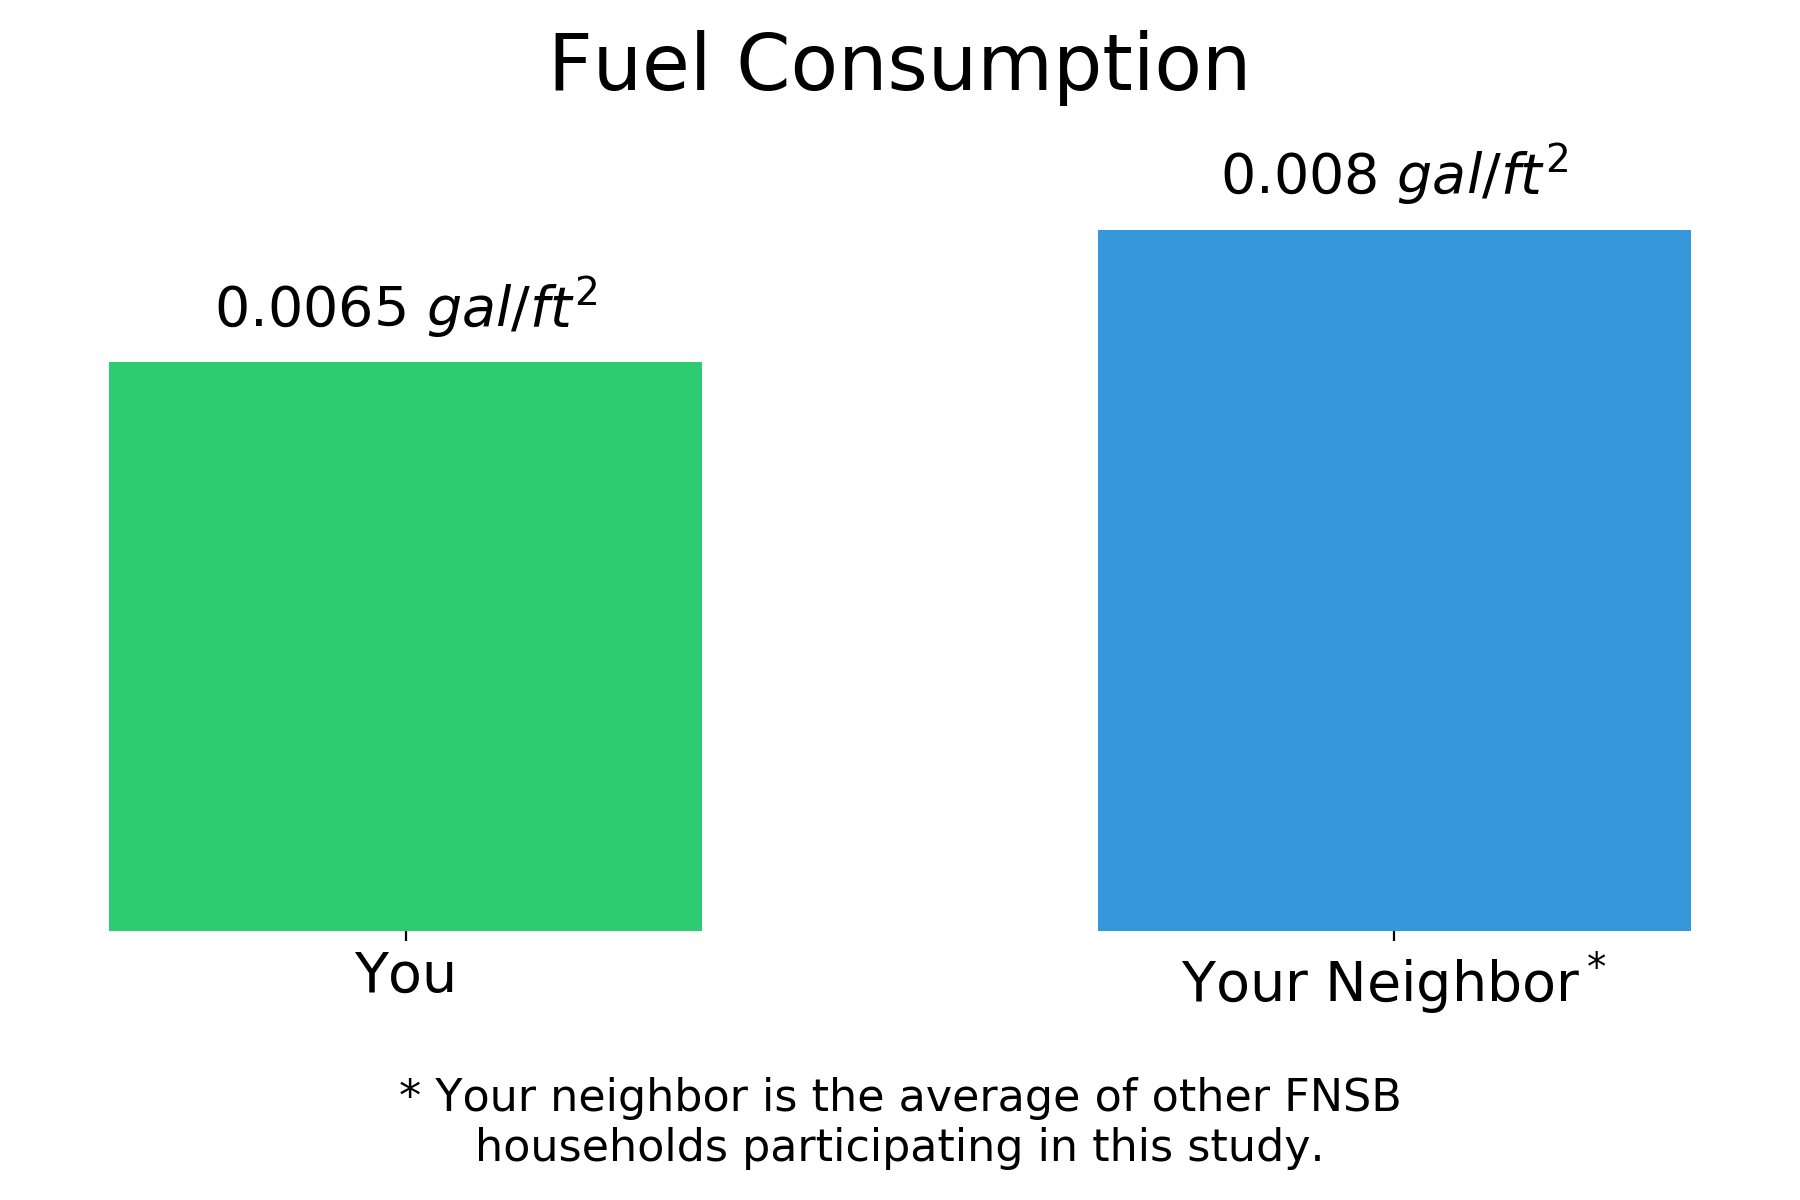 Fuel Consumption
0.008 gal/ft²
0.0065 gal/ft²
You
Your Neighbor*
* Your neighbor is the average of other FNSB
households participating in this study.